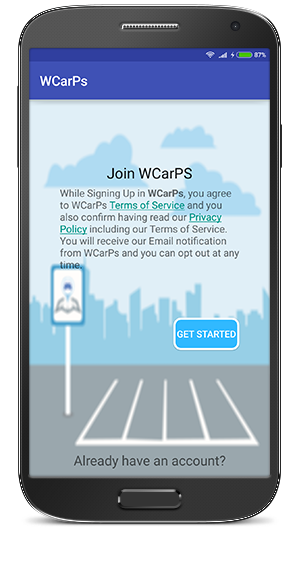 87%
WCarPs
Join WCarPS
While Signing Up in WCarPs, you agree
to WCarPs Terms of Service and you
also confirm having read our Privacy
Policy including our Terms of Service.
You will receive our Email notification
from WCarPs and you can opt out at any
time.
GET STARTED
Already have an account?